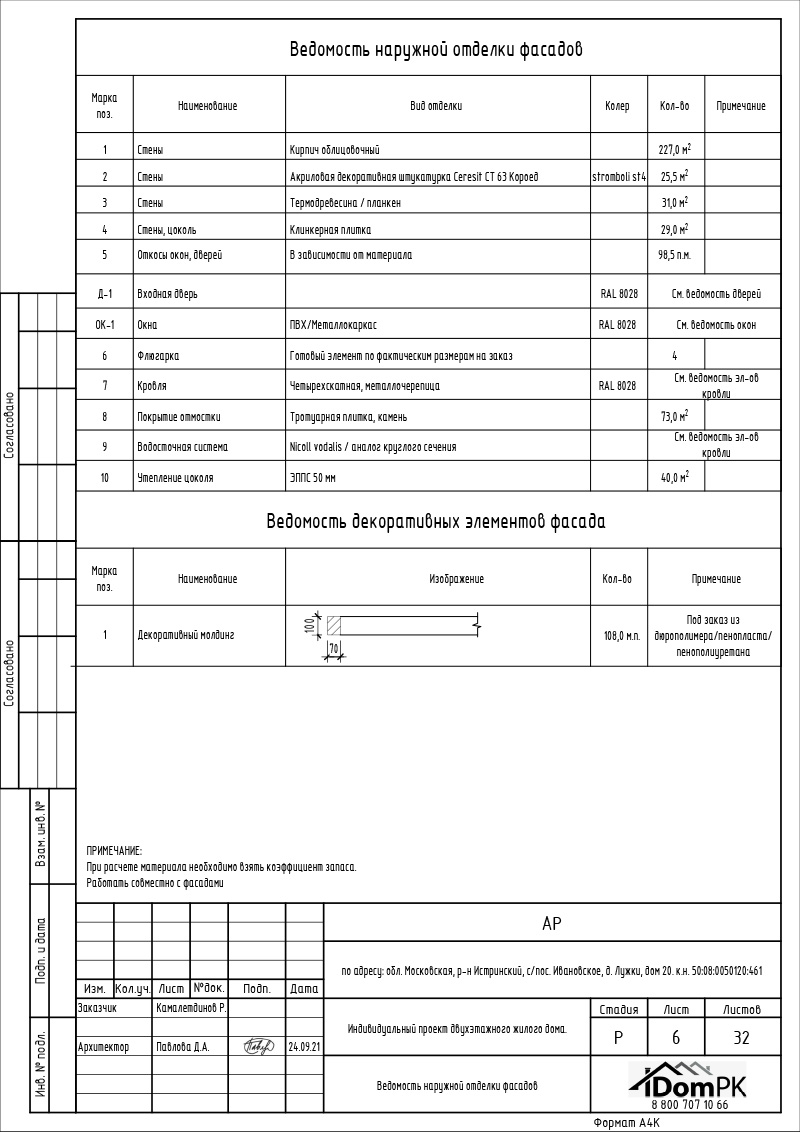 Ведомость наружной отделки фасадов
Марка поз. Наименование Вид отделки Колер Кол-во Примечание
1 Стены Кирпич облицовочный 227,0 м²
2 Стены Акриловая декоративная штукатурка Ceresit CT 63 Короед stromboli st4 25,5 м²
3 Стены Термодревесина / планкен 31,0 м²
4 Стены, цоколь Клинкерная плитка 29,0 м²
5 Откосы окон, дверей В зависимости от материала 98,5 п.м.
Д-1 Входная дверь RAL 8028 См. ведомость дверей
ОК-1 Окна ПВХ/Металлокаркас RAL 8028 См. ведомость окон
6 Флюгарка Готовый элемент по фактическим размерам на заказ 4
7 Кровля Четырехскатная, металлочерепица RAL 8028 См. ведомость эл-ов кровли
8 Покрытие отмостки Тротуарная плитка, камень 73,0 м²
9 Водосточная система Nicoll vodalis / аналог круглого сечения См. ведомость эл-ов кровли
10 Утепление цоколя ЭППС 50 мм 40,0 м²
Ведомость декоративных элементов фасада
Марка поз. Наименование Изображение Кол-во Примечание
1 Декоративный молдинг 100 70 108,0 м.п. Под заказ из дюрополимера/пенопласта/ пенополиуретана
ПРИМЕЧАНИЕ:
При расчете материала необходимо взять коэффициент запаса.
Работать совместно с фасадами
Согласовано
Согласовано
Взам. инв. №
Подп. и дата
Инв. № подл.
АР
по адресу: обл. Московская, р-н Истринский, с/пос. Ивановское, д. Лужки, дом 20. к.н. 50:08:0050120:461
Изм. Кол.уч. Лист №док. Подп. Дата
Заказчик Камалетдинов Р.
Архитектор Павлова Д.А. 24.09.21
Индивидуальный проект двухэтажного жилого дома.
Стадия Лист Листов
Р 6 32
Ведомость наружной отделки фасадов
iDomPK
8 800 707 10 66
Формат А4К